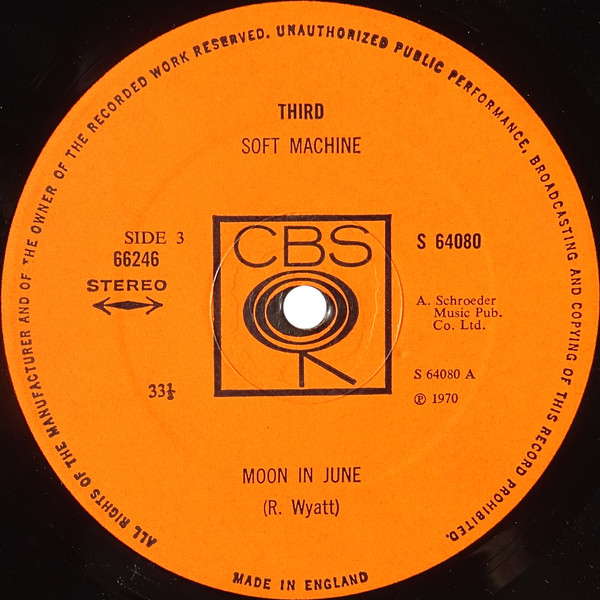 ALL RIGHTS OF THE MANUFACTURER AND OF THE OWNER OF THE RECORDED WORK RESERVED. UNAUTHORIZED PUBLIC PERFORMANCE, BROADCASTING AND COPYING OF THIS RECORD PROHIBITED.
THIRD
SOFT MACHINE
SIDE 3
66246
STEREO
33⅓
CBS
S 64080
A. Schroeder
Music Pub.
Co. Ltd.
S 64080 A
℗ 1970
MOON IN JUNE
(R. Wyatt)
MADE IN ENGLAND